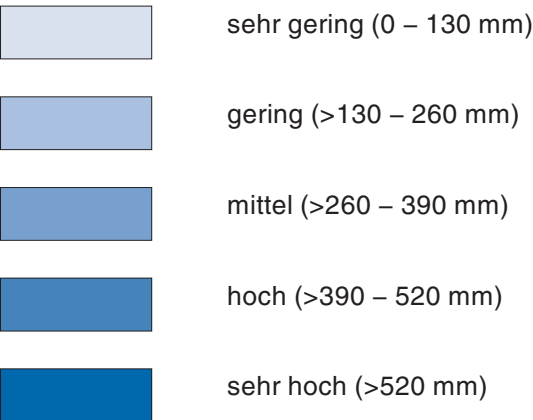 sehr gering (0 – 130 mm)
gering (>130 – 260 mm)
mittel (>260 – 390 mm)
hoch (>390 – 520 mm)
sehr hoch (>520 mm)